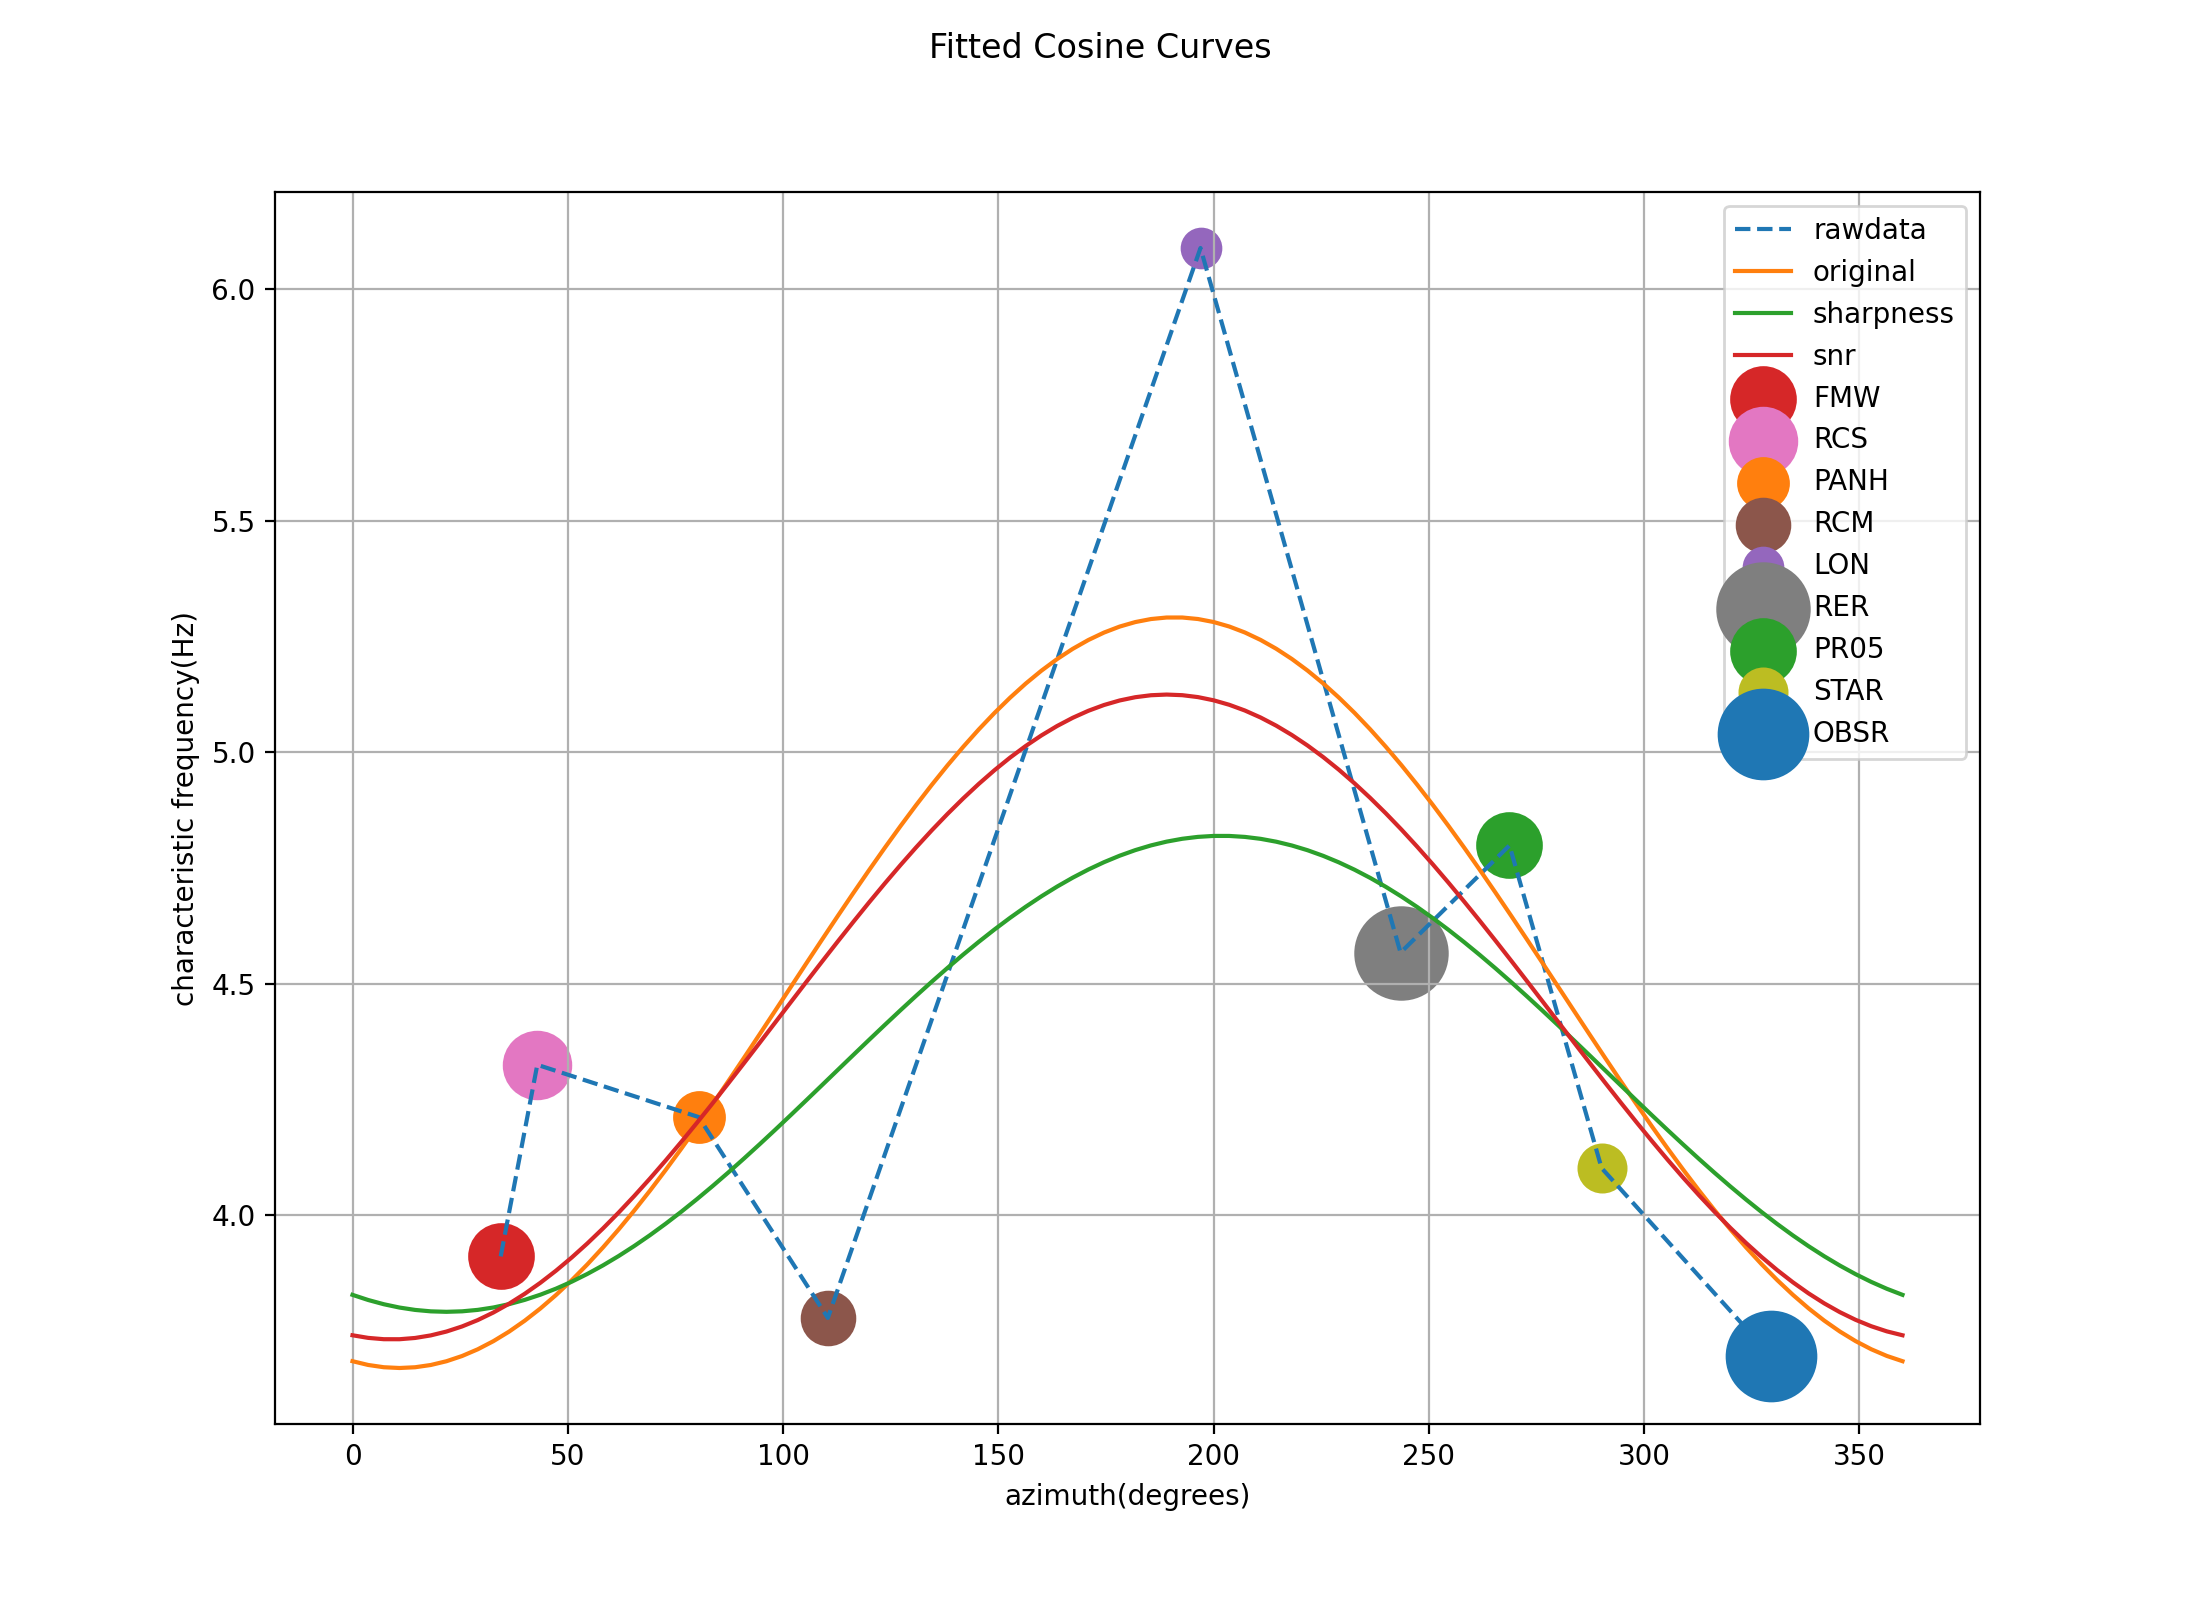 Fitted Cosine Curves
characteristic frequency(Hz)
6.0
5.5
5.0
4.5
4.0
0 50 100 150 200 250 300 350
azimuth(degrees)
rawdata
original
sharpness
snr
FMW
RCS
PANH
RCM
LON
RER
PR05
STAR
OBSR